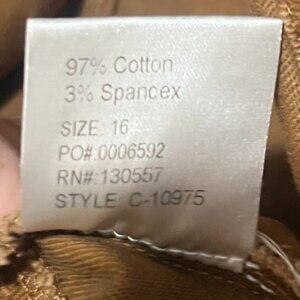 97% Cotton
3% Spancex
SIZE: 16
PO#:0006592
RN#:130557
STYLE: C-10975